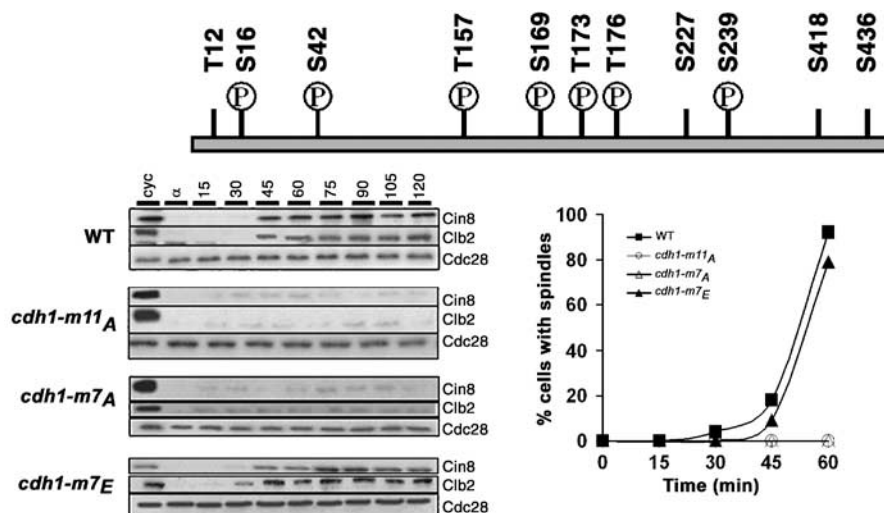 T12 S16 S42 T157 S169 T173 T176 S227 S239 S418 S436
P P P P P P P
cyc α 15 30 45 60 75 90 105 120
WT
Cin8
Clb2
Cdc28
cdh1-m11A
Cin8
Clb2
Cdc28
cdh1-m7A
Cin8
Clb2
Cdc28
cdh1-m7E
Cin8
Clb2
Cdc28
% cells with spindles
100
80
60
40
20
0
WT
cdh1-m11A
cdh1-m7A
cdh1-m7E
0 15 30 45 60
Time (min)